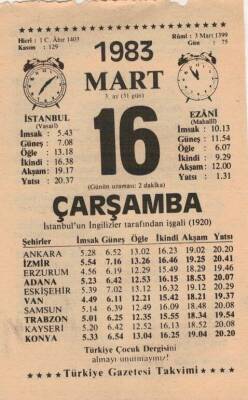 Hicrî : 1 C. Âhır 1403
Kasım : 129
1983
Rûmî : 3 Mart 1399
Gün : 75
MART
3. ay (31 gün)
16
İSTANBUL
(Vasatî)
İmsak : 5.43
Güneş : 7.08
Öğle : 13.18
İkindi : 16.38
Akşam : 19.17
Yatsı : 20.37
EZÂNÎ
(Mahallî)
İmsak : 10.13
Güneş : 11.54
Öğle : 6.07
İkindi : 9.29
Akşam : 12.00
Yatsı : 1.31
(Günün uzaması: 2 dakika)
ÇARŞAMBA
İstanbul'un İngilizler tarafından işgali (1920)
Şehirler İmsak Güneş Öğle İkindi Akşam Yatsı
ANKARA 5.28 6.52 13.02 16.23 19.02 20.20
İZMİR 5.54 7.16 13.26 16.46 19.25 20.41
ERZURUM 4.56 6.19 12.29 15.49 18.29 19.46
ADANA 5.23 6.42 12.53 16.15 18.53 20.07
ESKİŞEHİR 5.39 7.02 13.12 16.32 19.12 20.29
VAN 4.49 6.11 12.21 15.42 18.21 19.37
SAMSUN 5.14 6.39 12.49 16.09 18.48 20.08
TRABZON 5.01 6.25 12.35 15.55 18.34 19.54
KAYSERİ 5.20 6.42 12.52 16.13 18.52 20.08
KONYA 5.33 6.54 13.04 16.25 19.04 20.20
Türkiye Çocuk Dergisini
almayı unutmayınız!
Türkiye Gazetesi Takvimi